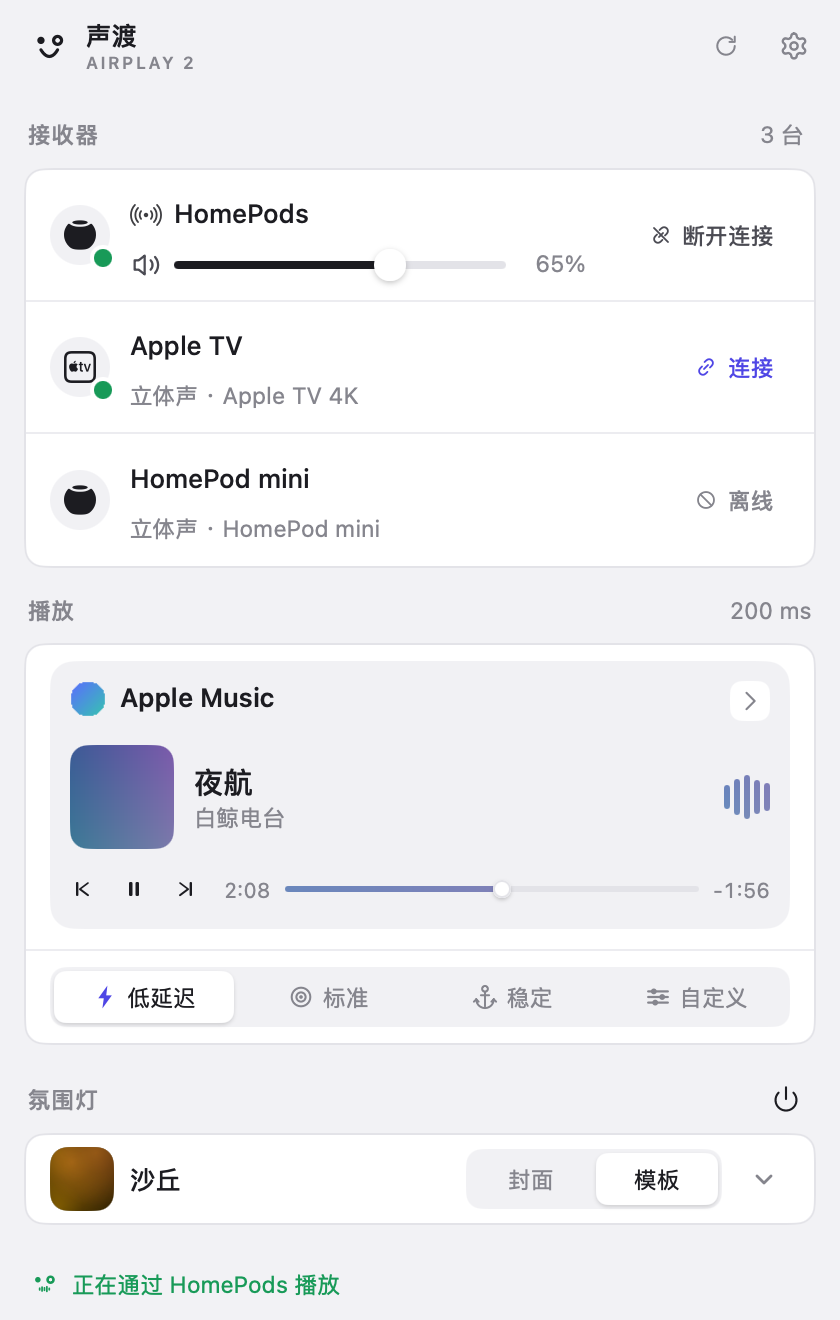 声渡
AIRPLAY 2
接收器
3 台
HomePods
65%
断开连接
tv
Apple TV
立体声 · Apple TV 4K
连接
HomePod mini
立体声 · HomePod mini
离线
播放
200 ms
Apple Music
夜航
白鲸电台
2:08
-1:56
低延迟
标准
稳定
自定义
氛围灯
沙丘
封面
模板
正在通过 HomePods 播放